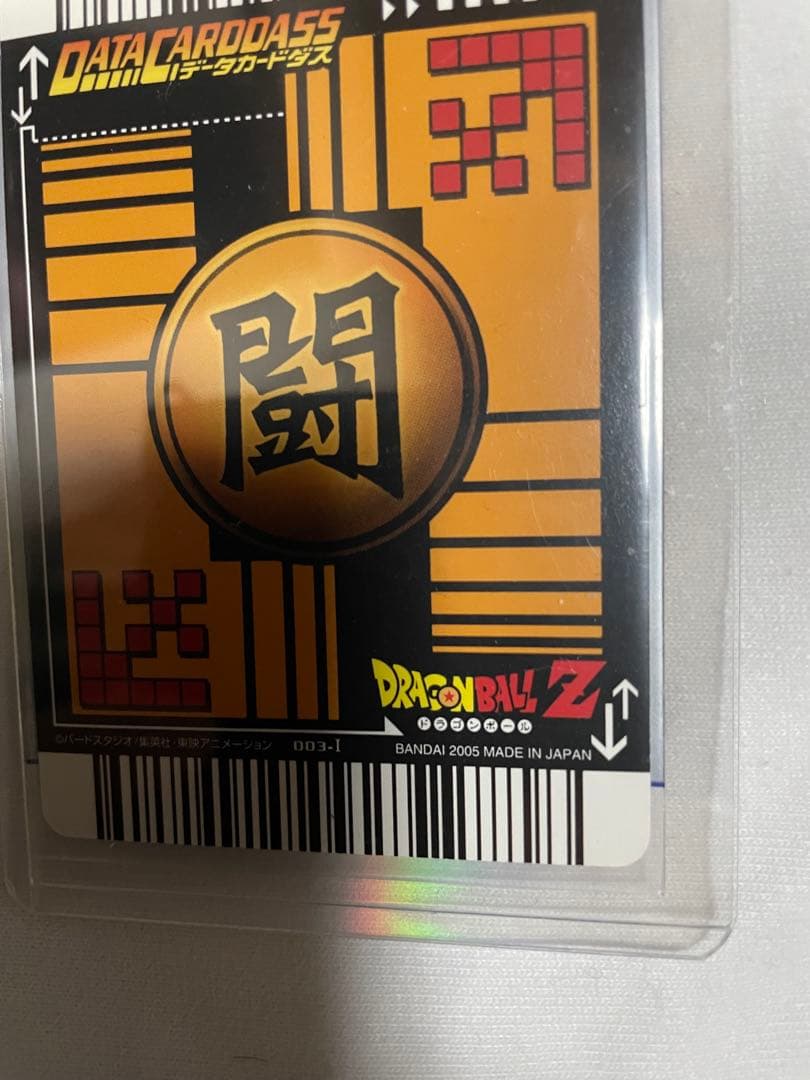 DATA CARDDASS
データカードダス
闘
DRAGONBALL Z
ドラゴンボール
©バードスタジオ/集英社・東映アニメーション 003-I
BANDAI 2005 MADE IN JAPAN